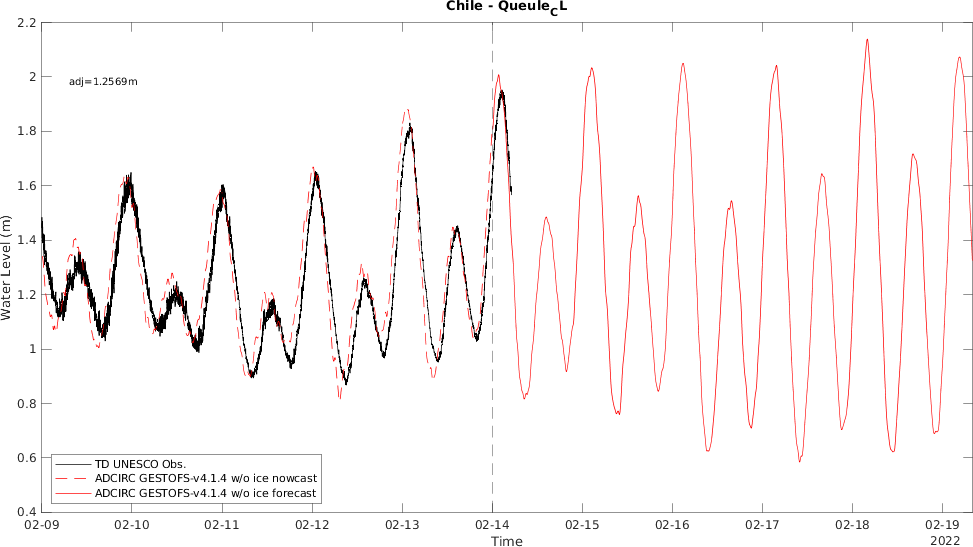 Chile - Queule_CL
2.2
2
1.8
1.6
1.4
1.2
1
0.8
0.6
0.4
Water Level (m)
adj=1.2569m
TD UNESCO Obs.
ADCIRC GESTOFS-v4.1.4 w/o ice nowcast
ADCIRC GESTOFS-v4.1.4 w/o ice forecast
02-09 02-10 02-11 02-12 02-13 02-14 02-15 02-16 02-17 02-18 02-19
Time
2022